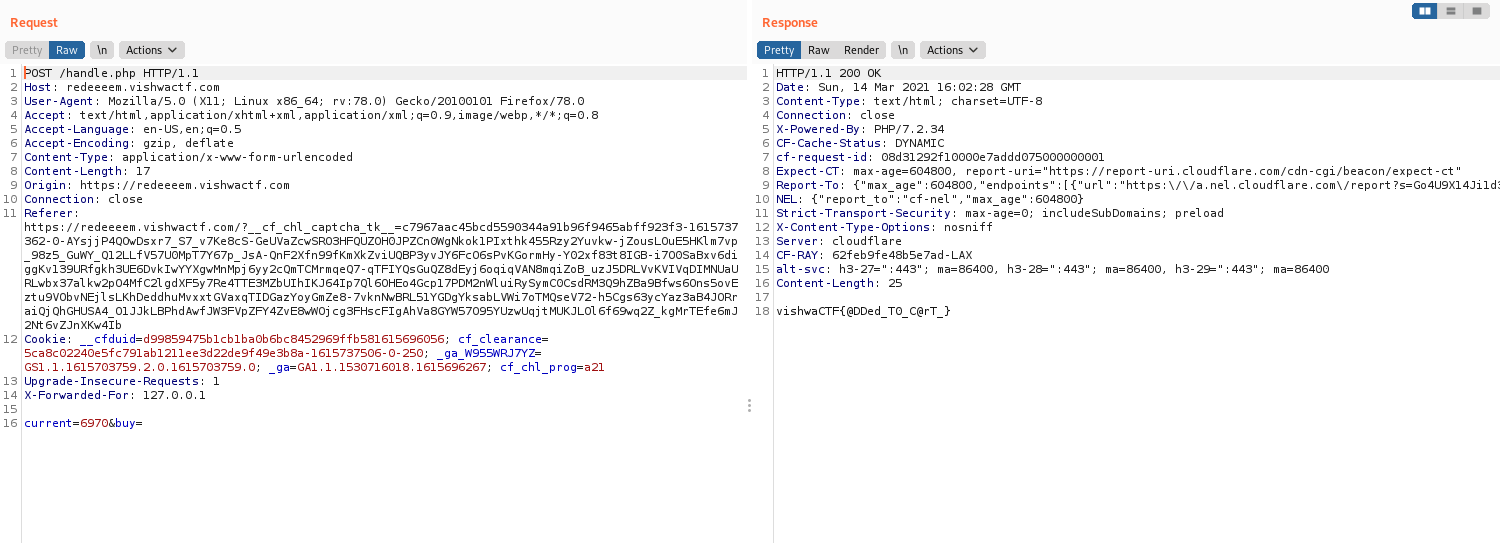 Request
Pretty Raw \n Actions
1 POST /handle.php HTTP/1.1
2 Host: redeeeem.vishwactf.com
3 User-Agent: Mozilla/5.0 (X11; Linux x86_64; rv:78.0) Gecko/20100101 Firefox/78.0
4 Accept: text/html,application/xhtml+xml,application/xml;q=0.9,image/webp,*/*;q=0.8
5 Accept-Language: en-US,en;q=0.5
6 Accept-Encoding: gzip, deflate
7 Content-Type: application/x-www-form-urlencoded
8 Content-Length: 17
9 Origin: https://redeeeem.vishwactf.com
10 Connection: close
11 Referer:
https://redeeeem.vishwactf.com/?__cf_chl_captcha_tk__=c7967aac45bcd5590344a91b96f9465abff923f3-1615737
12 Cookie: __cfduid=d99859475b1cb1ba0b6bc8452969ffb581615696056; cf_clearance=
5ca8c02240e5fc791ab1211ee3d22de9f49e3b8a-1615737506-0-250; _ga_W955WRJ7YZ=
GS1.1.1615703759.2.0.1615703759.0; _ga=GA1.1.1530716018.1615696267; cf_chl_prog=a21
13 Upgrade-Insecure-Requests: 1
14 X-Forwarded-For: 127.0.0.1
15
16 current=6970&buy=
Response
Pretty Raw Render \n Actions
1 HTTP/1.1 200 OK
2 Date: Sun, 14 Mar 2021 16:02:28 GMT
3 Content-Type: text/html; charset=UTF-8
4 Connection: close
5 X-Powered-By: PHP/7.2.34
6 CF-Cache-Status: DYNAMIC
7 cf-request-id: 08d31292f10000e7addd075000000001
8 Expect-CT: max-age=604800, report-uri="https://report-uri.cloudflare.com/cdn-cgi/beacon/expect-ct"
9 Report-To: {"max_age":604800,"endpoints":[{"url":"https:\/\/a.nel.cloudflare.com\/report?s=Go4U9X14Ji1d
10 NEL: {"report_to":"cf-nel","max_age":604800}
11 Strict-Transport-Security: max-age=0; includeSubDomains; preload
12 X-Content-Type-Options: nosniff
13 Server: cloudflare
14 CF-RAY: 62feb9fe48b5e7ad-LAX
15 alt-svc: h3-27=":443"; ma=86400, h3-28=":443"; ma=86400, h3-29=":443"; ma=86400
16 Content-Length: 25
17
18 vishwaCTF{@DDed_T0_C@rT_}